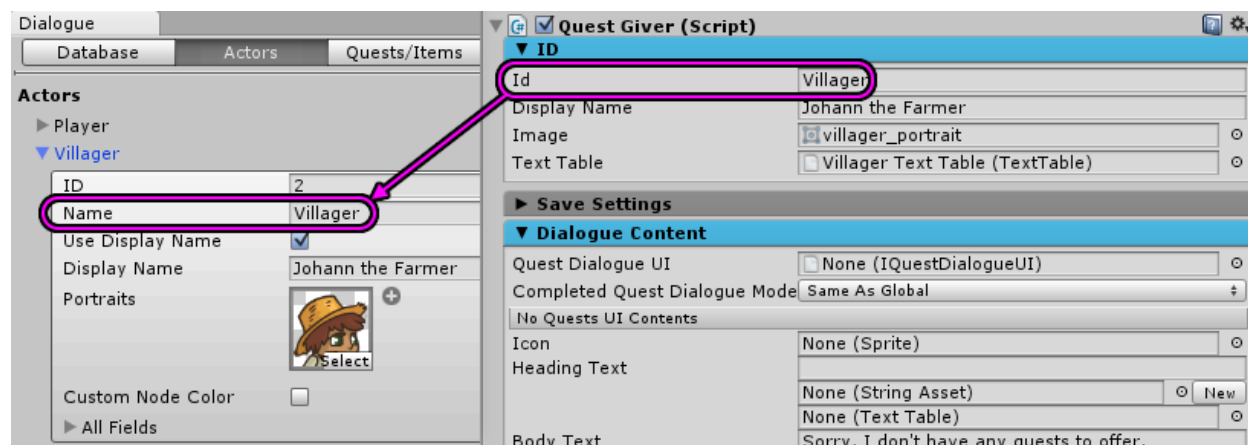 Dialogue
Database Actors Quests/Items
Actors
Player
Villager
ID 2
Name Villager
Use Display Name
Display Name Johann the Farmer
Portraits
Select
Custom Node Color
All Fields
Quest Giver (Script)
ID
Id Villager
Display Name Johann the Farmer
Image villager_portrait
Text Table Villager Text Table (TextTable)
Save Settings
Dialogue Content
Quest Dialogue UI None (IQuestDialogueUI)
Completed Quest Dialogue Mode Same As Global
No Quests UI Contents
Icon None (Sprite)
Heading Text
None (String Asset) New
None (Text Table)
Body Text Sorry, I don't have any quests to offer.